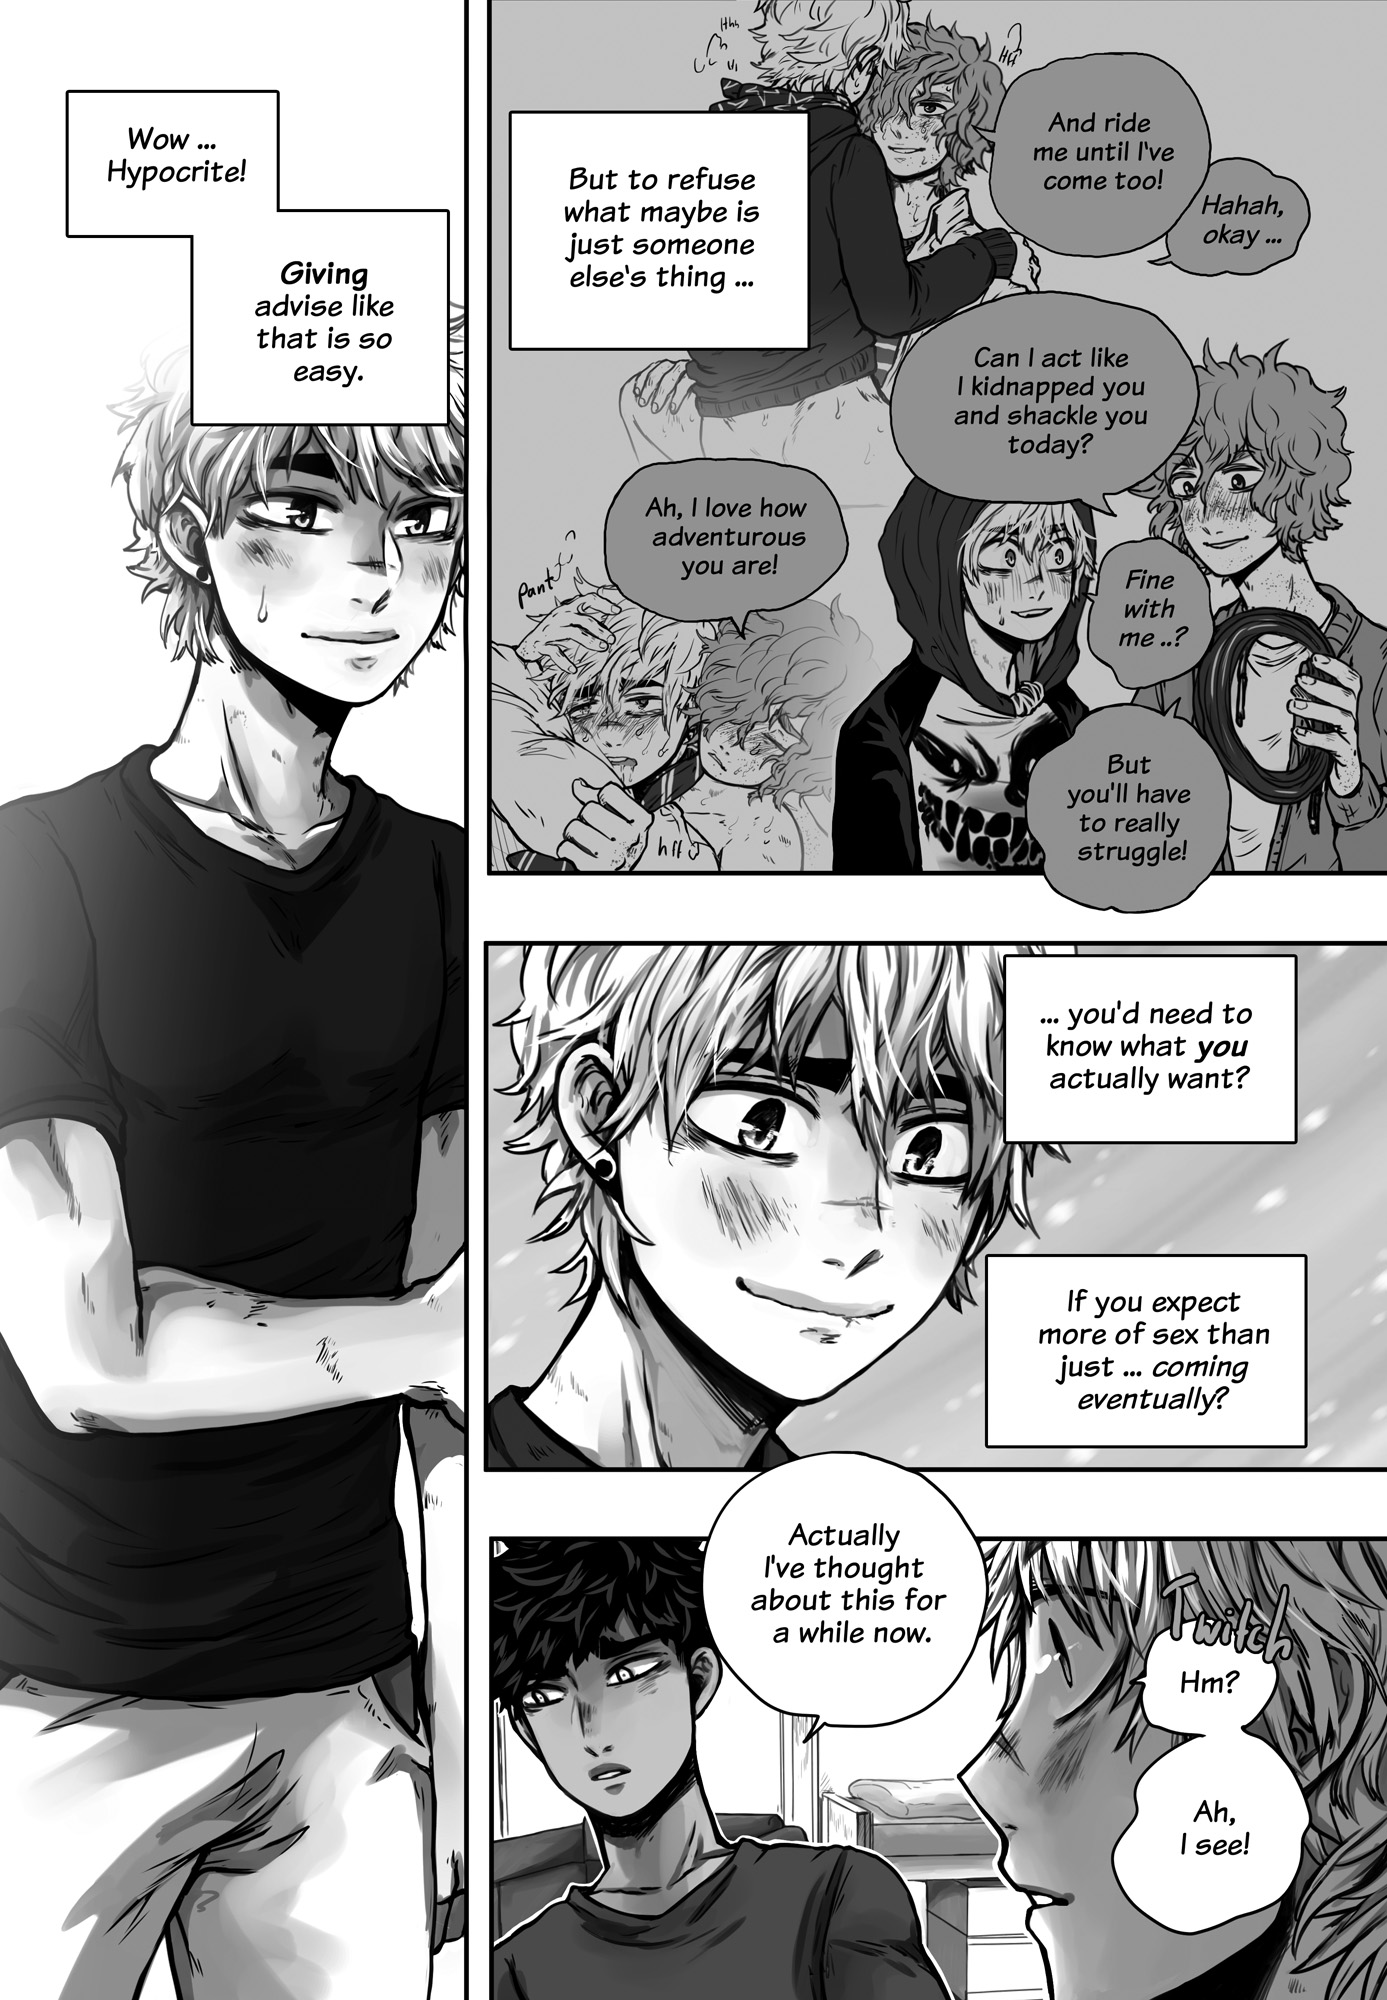 Wow ...
Hypocrite!
Giving
advise like
that is so
easy.
Hhh
Hff
But to refuse
what maybe is
just someone
else's thing ...
And ride
me until I've
come too!
Hahah,
okay ...
Can I act like
I kidnapped you
and shackle you
today?
Ah, I love how
adventurous
you are!
Pant
Fine
with
me ..?
hff
But
you'll have
to really
struggle!
... you'd need to
know what you
actually want?
If you expect
more of sex than
just ... coming
eventually?
Actually
I've thought
about this for
a while now.
Twitch
Hm?
Ah,
I see!